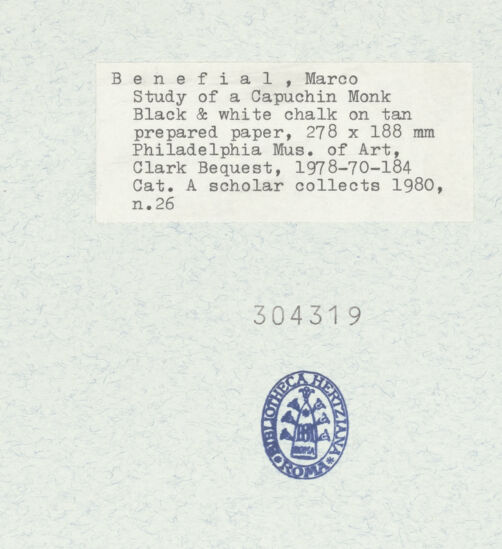 B e n e f i a l , Marco
Study of a Capuchin Monk
Black & white chalk on tan
prepared paper, 278 x 188 mm
Philadelphia Mus. of Art,
Clark Bequest, 1978-70-184
Cat. A scholar collects 1980,
n.26
304319
BIBLIOTHECA HERTZIANA
ROMA